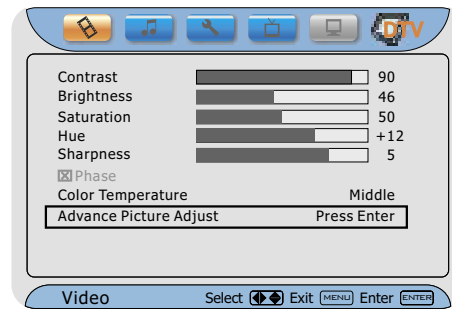 DTV
Contrast 90
Brightness 46
Saturation 50
Hue +12
Sharpness 5
Phase
Color Temperature Middle
Advance Picture Adjust Press Enter
Video Select Exit MENU Enter ENTER